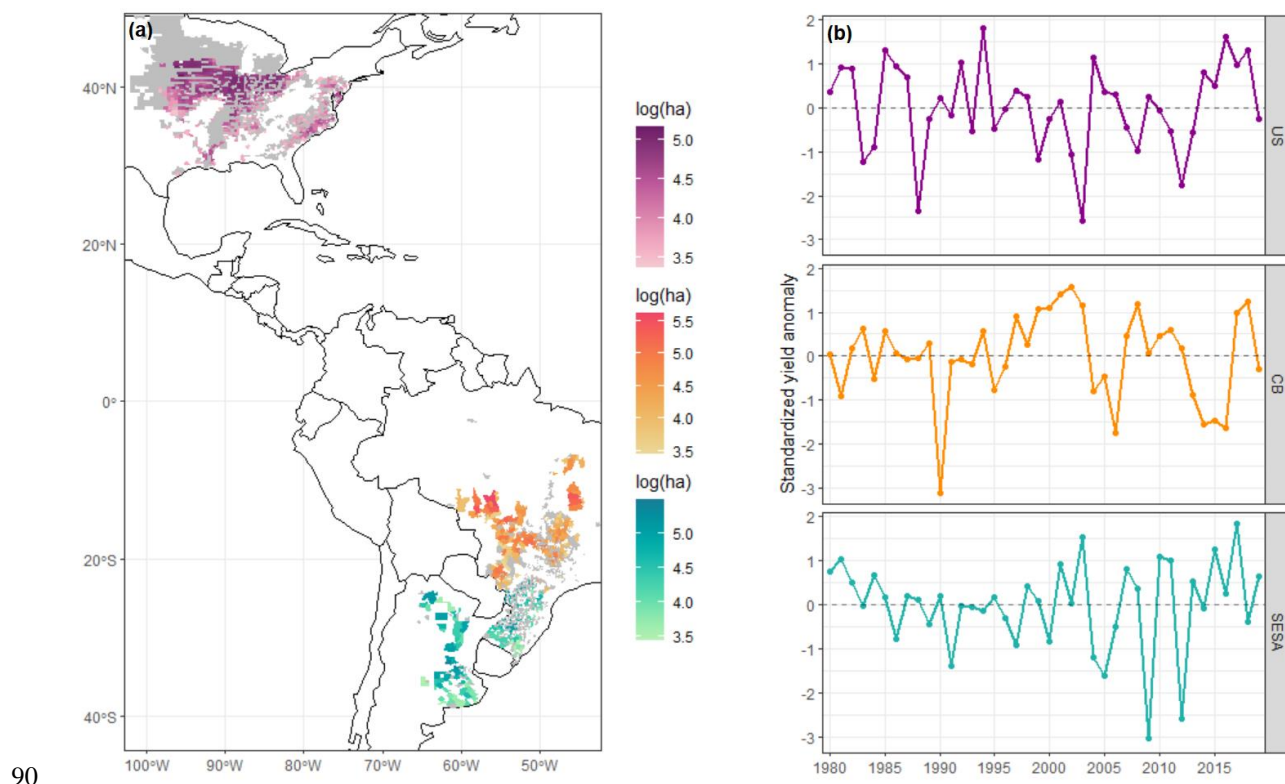 (a)
40°N
20°N
0°
20°S
40°S
100°W 90°W 80°W 70°W 60°W 50°W
log(ha)
5.0
4.5
4.0
3.5
log(ha)
5.5
5.0
4.5
4.0
3.5
log(ha)
5.0
4.5
4.0
3.5
(b)
Standardized yield anomaly
2
1
0
-1
-2
-3
US
2
1
0
-1
-2
-3
CB
2
1
0
-1
-2
-3
SESA
1980 1985 1990 1995 2000 2005 2010 2015
90